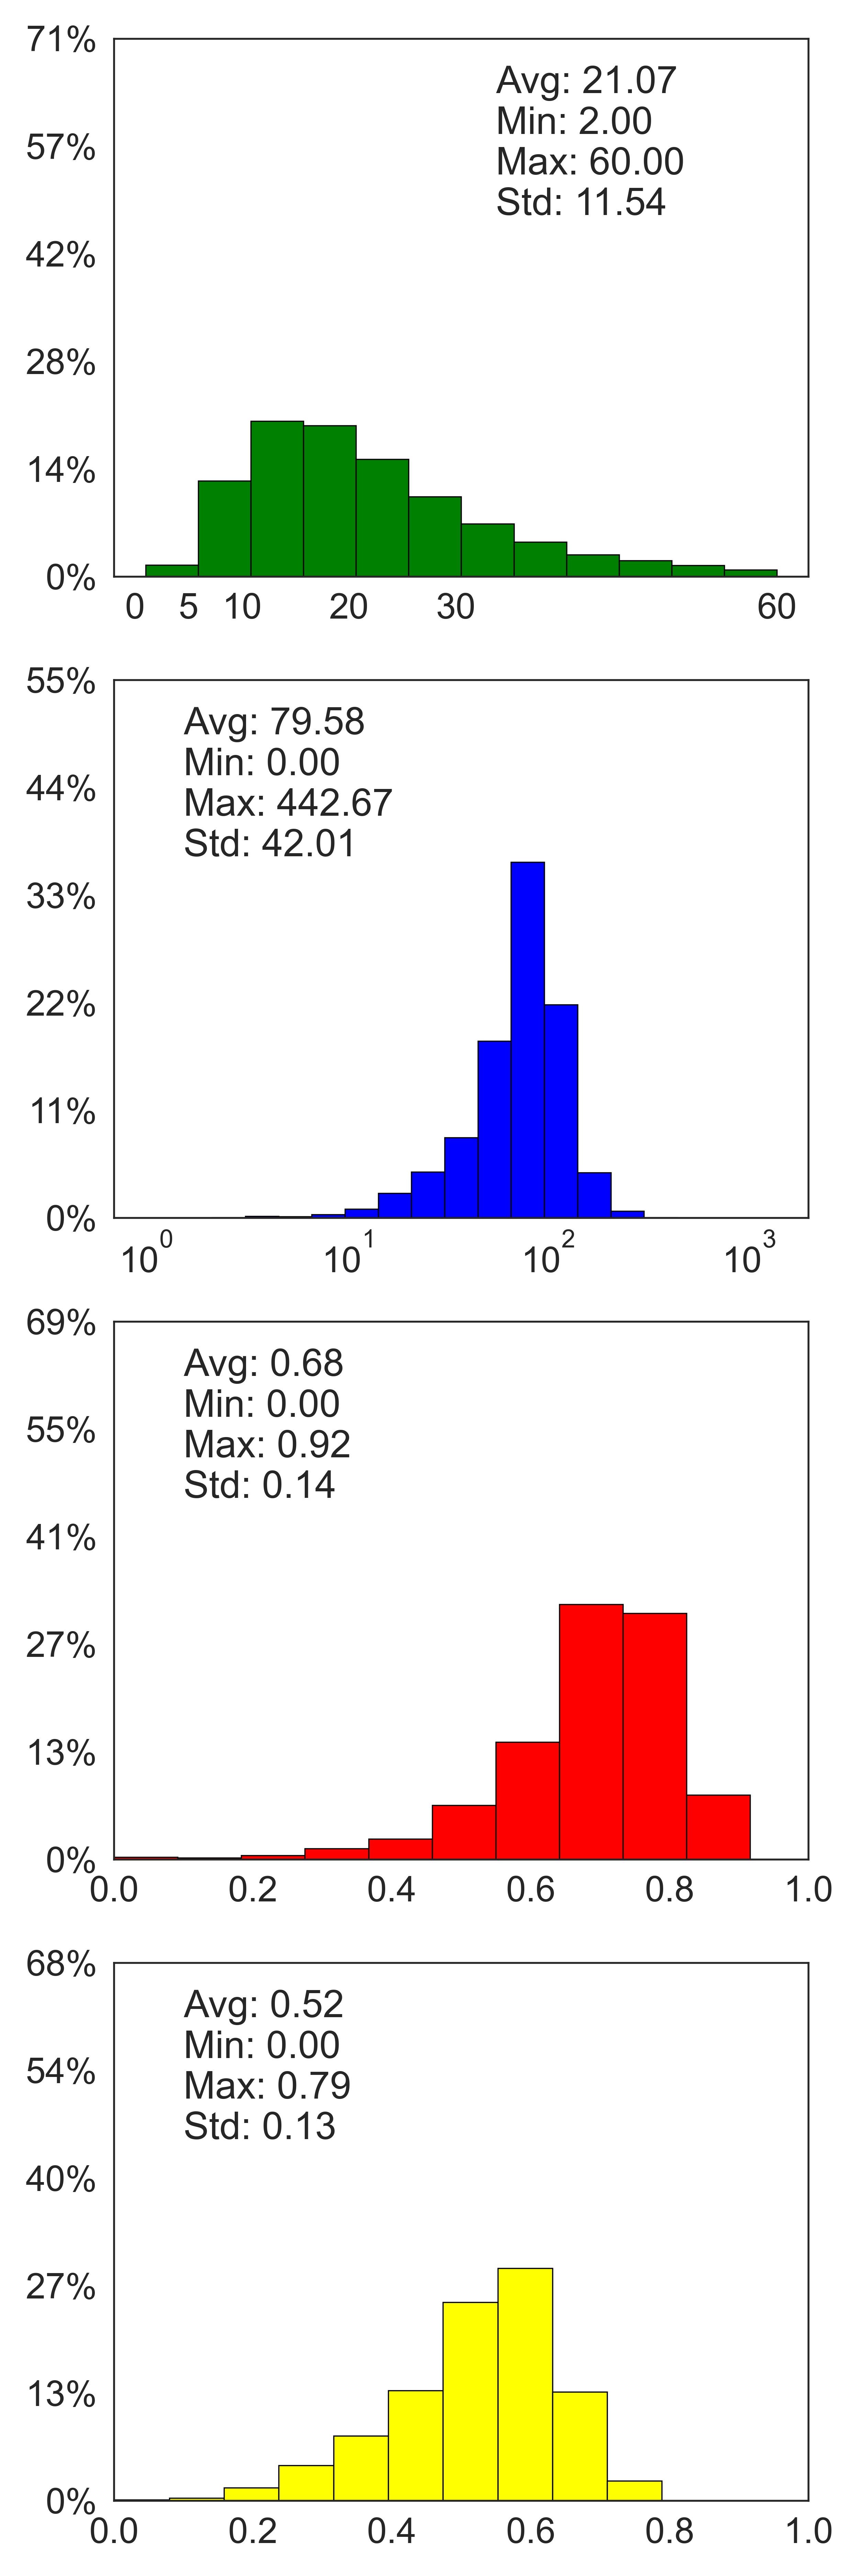 71%
Avg: 21.07
Min: 2.00
Max: 60.00
Std: 11.54
57%
42%
28%
14%
0%
0 5 10 20 30 60
55%
Avg: 79.58
Min: 0.00
Max: 442.67
Std: 42.01
44%
33%
22%
11%
0%
10^0 10^1 10^2 10^3
69%
Avg: 0.68
Min: 0.00
Max: 0.92
Std: 0.14
55%
41%
27%
13%
0%
0.0 0.2 0.4 0.6 0.8 1.0
68%
Avg: 0.52
Min: 0.00
Max: 0.79
Std: 0.13
54%
40%
27%
13%
0%
0.0 0.2 0.4 0.6 0.8 1.0